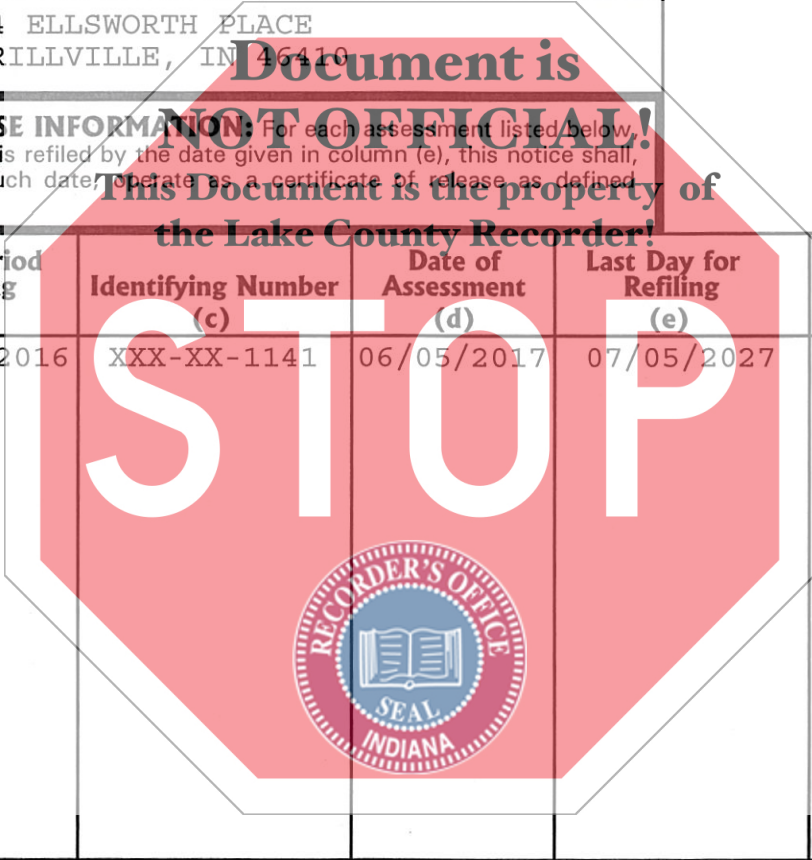 ELLSWORTH PLACE
RILLVILLE, IN 46410
Document is
NOT OFFICIAL!
SE INFORMATION: For each assessment listed below,
is refiled by the date given in column (e), this notice shall,
uch date, operate as a certificate of release as defined
This Document is the property of
the Lake County Recorder!
iod
g
Identifying Number
(c)
Date of
Assessment
(d)
Last Day for
Refiling
(e)
2016 XXX-XX-1141 06/05/2017 07/05/2027
STOP
RECORDER'S OFFICE
SEAL
INDIANA